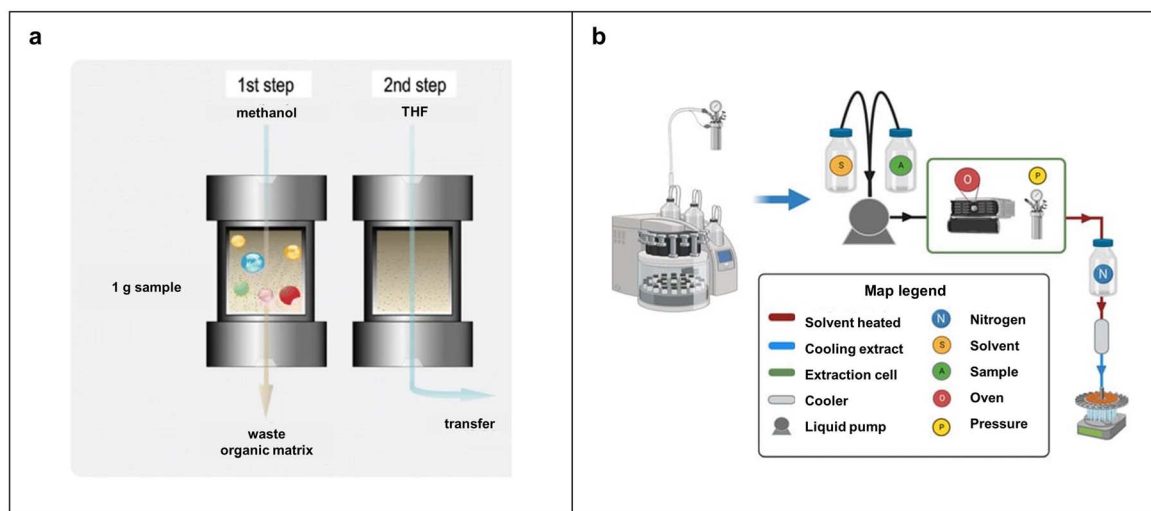 a
1st step
2nd step
methanol
THF
1 g sample
waste
organic matrix
transfer
b
S
A
O
P
N
Map legend
Solvent heated
Cooling extract
Extraction cell
Cooler
Liquid pump
N Nitrogen
S Solvent
A Sample
O Oven
P Pressure